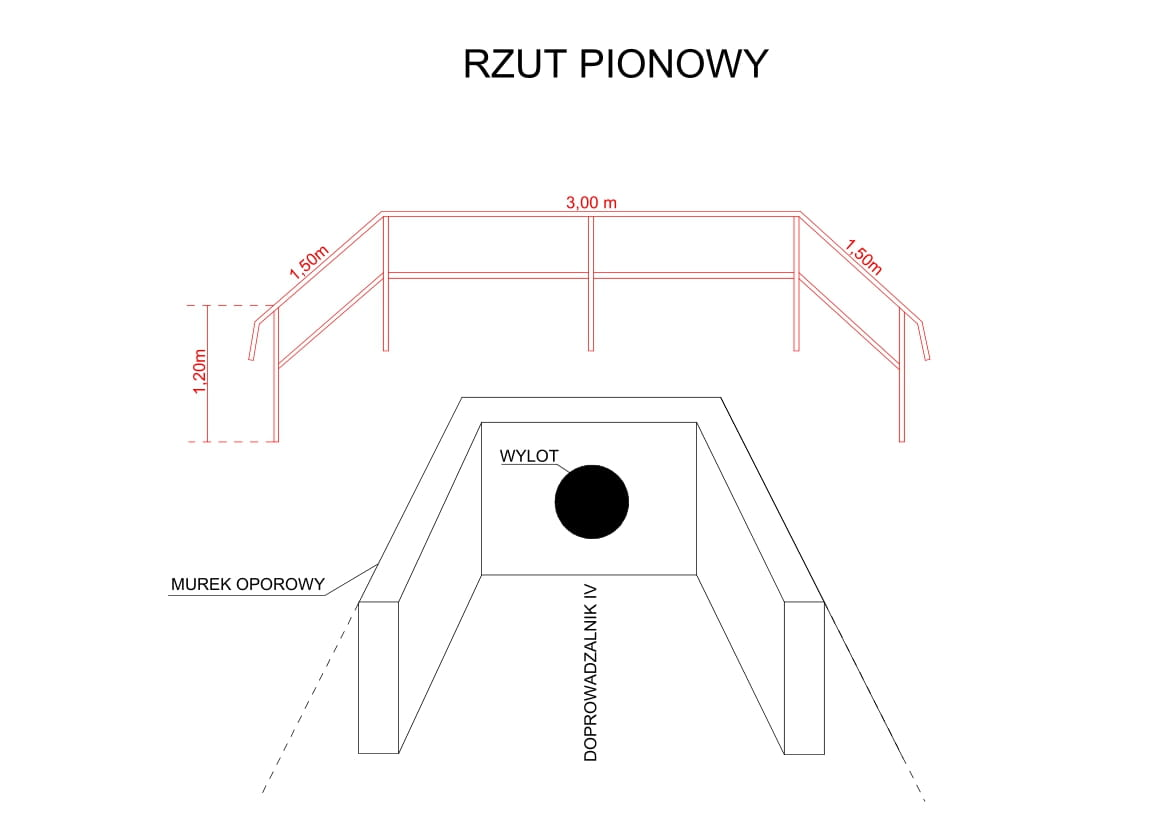 RZUT PIONOWY
3,00 m
1,50m
1,50m
1,20m
WYLOT
MUREK OPOROWY
DOPROWADZALNIK IV